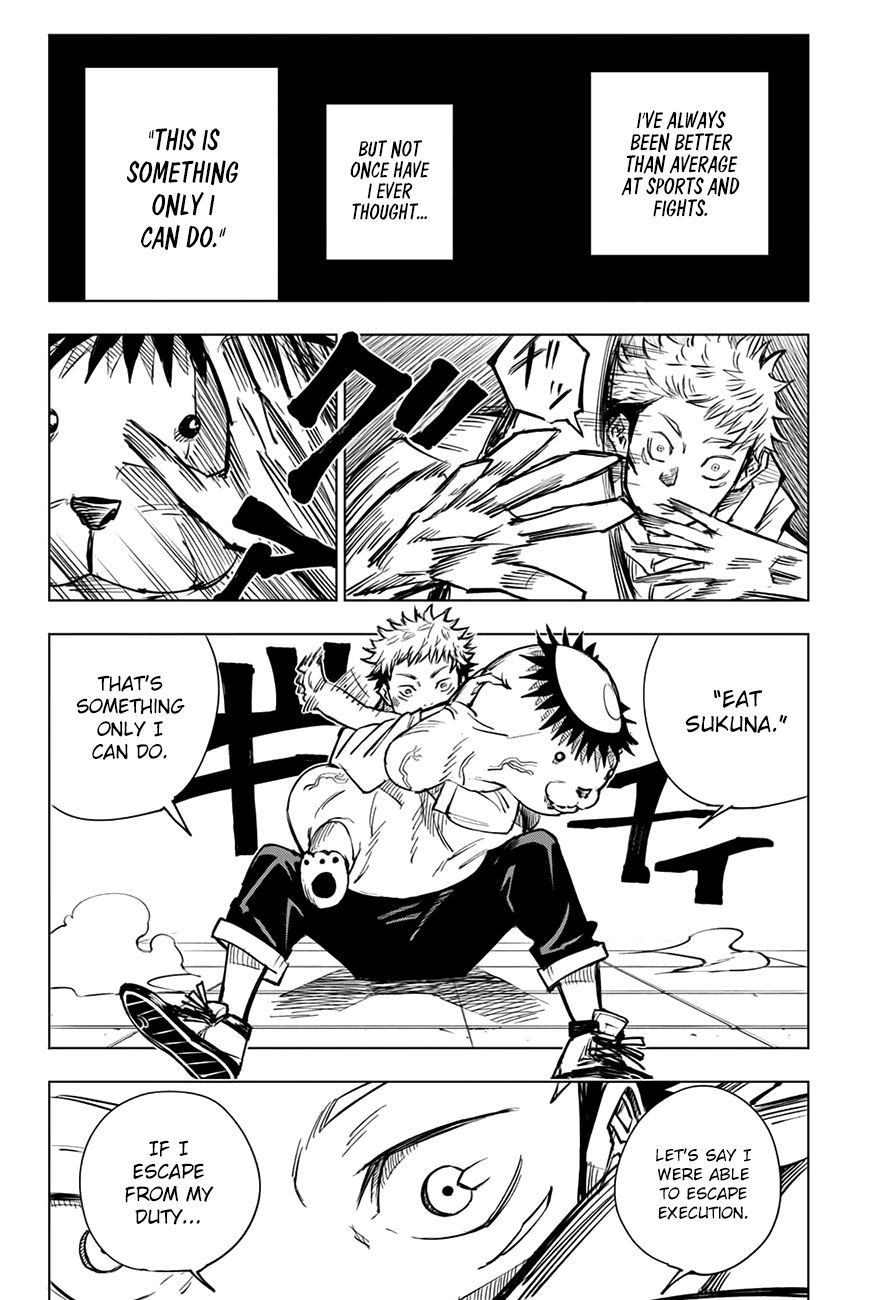 I'VE ALWAYS
BEEN BETTER
THAN AVERAGE
AT SPORTS AND
FIGHTS.
BUT NOT
ONCE HAVE
I EVER
THOUGHT...
"THIS IS
SOMETHING
ONLY I
CAN DO."
グッ
"EAT
SUKUNA."
THAT'S
SOMETHING
ONLY I
CAN DO.
LET'S SAY I
WERE ABLE
TO ESCAPE
EXECUTION.
IF I
ESCAPE
FROM MY
DUTY...